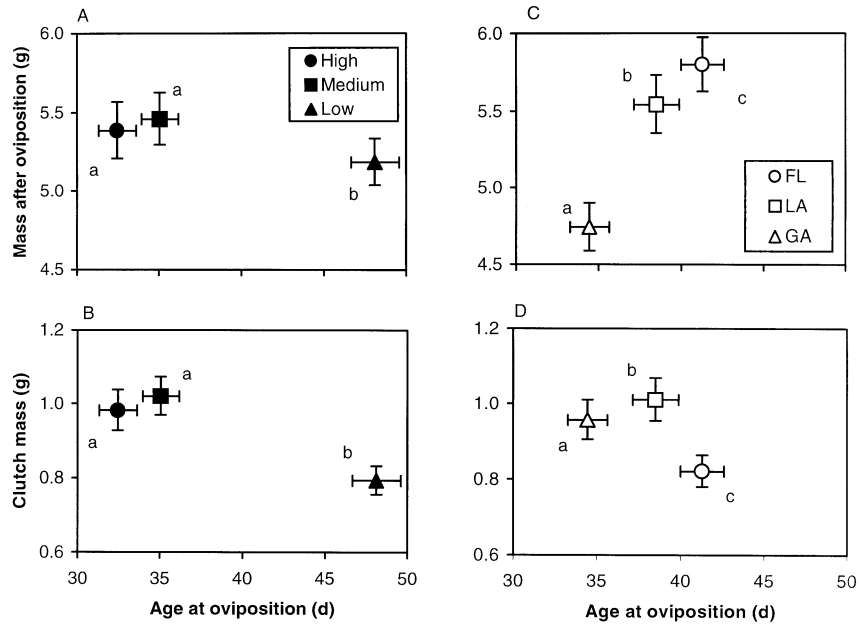 A
6.0
5.5
5.0
4.5
Mass after oviposition (g)
High
Medium
Low
a
a
b
C
6.0
5.5
5.0
4.5
b
c
a
FL
LA
GA
B
1.2
1.0
0.8
0.6
Clutch mass (g)
a
a
b
30 35 40 45 50
Age at oviposition (d)
D
1.2
1.0
0.8
0.6
b
a
c
30 35 40 45 50
Age at oviposition (d)